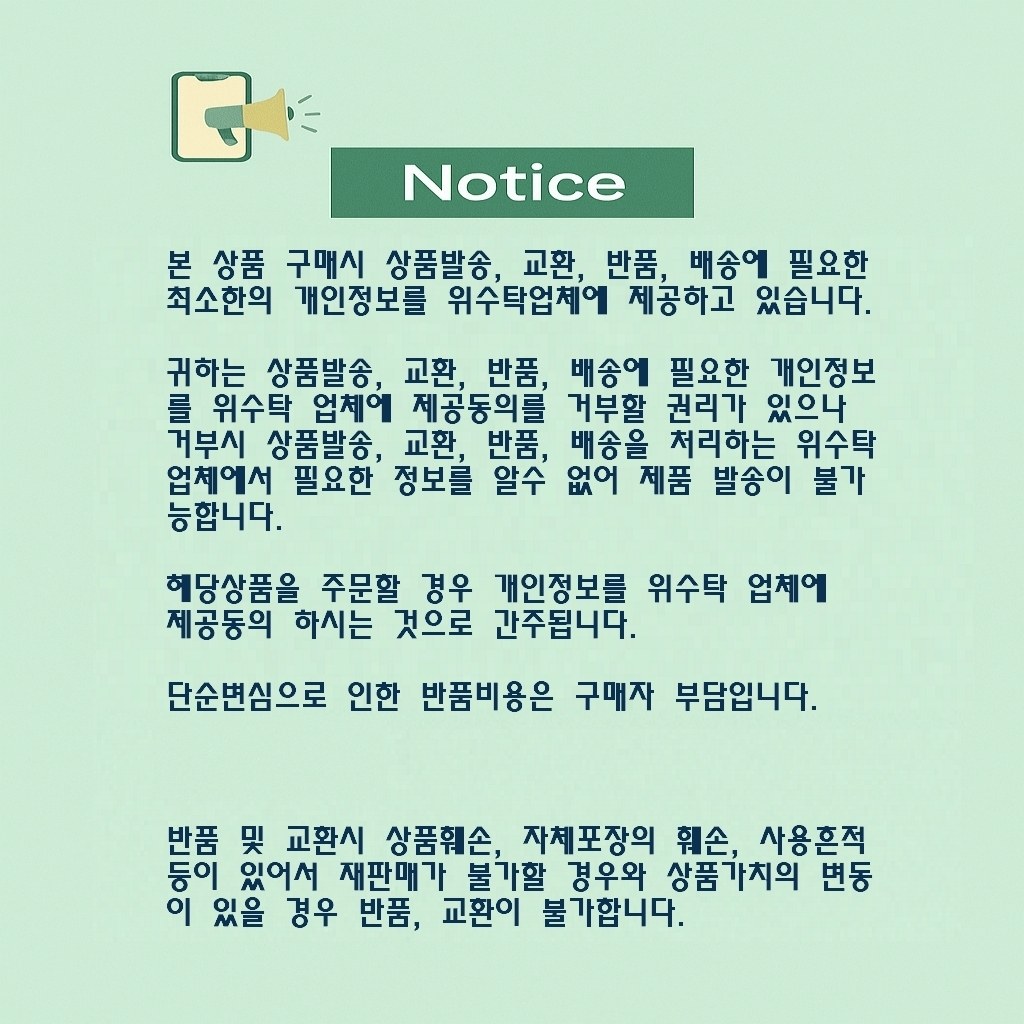 Notice
본 상품 구매시 상품발송, 교환, 반품, 배송에 필요한
최소한의 개인정보를 위수탁업체에 제공하고 있습니다.
귀하는 상품발송, 교환, 반품, 배송에 필요한 개인정보
를 위수탁 업체에 제공동의를 거부할 권리가 있으나
거부시 상품발송, 교환, 반품, 배송을 처리하는 위수탁
업체에서 필요한 정보를 알수 없어 제품 발송이 불가
능합니다.
해당상품을 주문할 경우 개인정보를 위수탁 업체에
제공동의 하시는 것으로 간주됩니다.
단순변심으로 인한 반품비용은 구매자 부담입니다.
반품 및 교환시 상품훼손, 자체포장의 훼손, 사용흔적
등이 있어서 재판매가 불가할 경우와 상품가치의 변동
이 있을 경우 반품, 교환이 불가합니다.